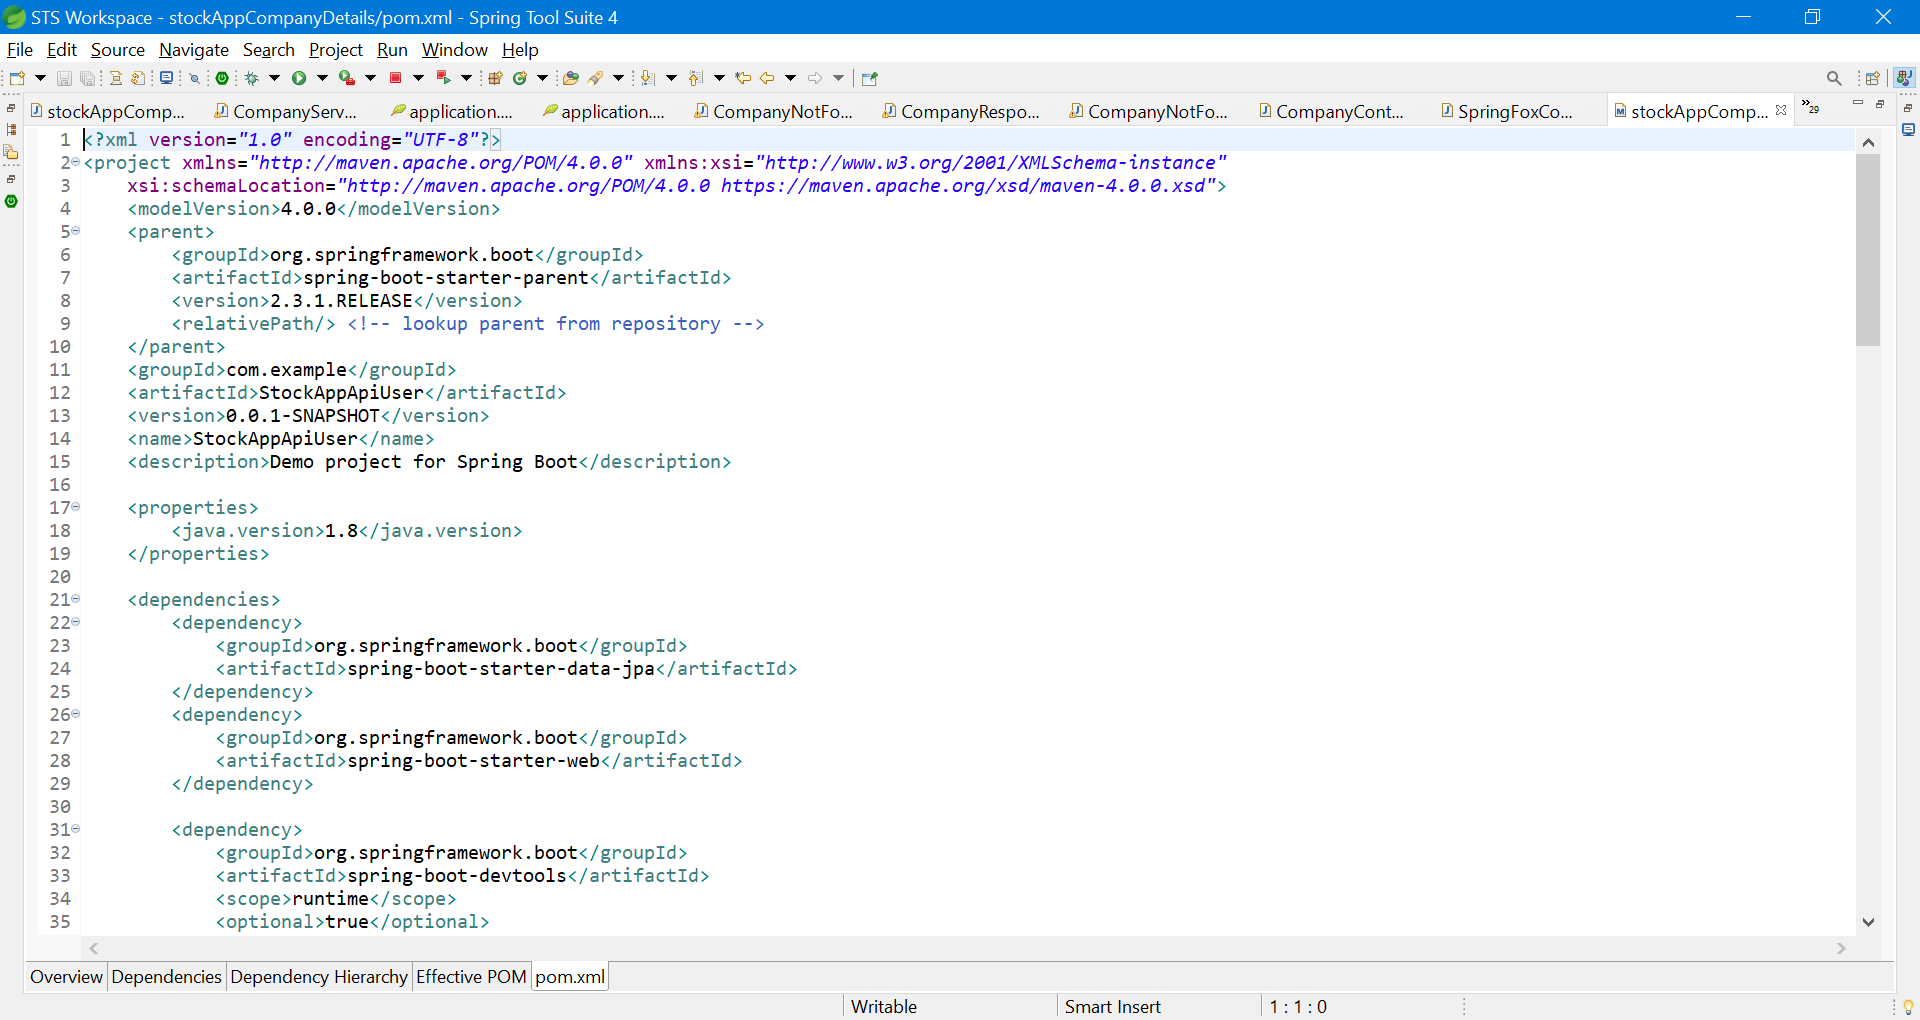 STS Workspace - stockAppCompanyDetails/pom.xml - Spring Tool Suite 4
File Edit Source Navigate Search Project Run Window Help
stockAppComp... CompanyServ... application.... application.... CompanyNotFo... CompanyRespo... CompanyNotFo... CompanyCont... SpringFoxCo... stockAppComp... »29
1 <?xml version="1.0" encoding="UTF-8"?>
2 <project xmlns="http://maven.apache.org/POM/4.0.0" xmlns:xsi="http://www.w3.org/2001/XMLSchema-instance"
3     xsi:schemaLocation="http://maven.apache.org/POM/4.0.0 https://maven.apache.org/xsd/maven-4.0.0.xsd">
4     <modelVersion>4.0.0</modelVersion>
5     <parent>
6         <groupId>org.springframework.boot</groupId>
7         <artifactId>spring-boot-starter-parent</artifactId>
8         <version>2.3.1.RELEASE</version>
9         <relativePath/> <!-- lookup parent from repository -->
10     </parent>
11     <groupId>com.example</groupId>
12     <artifactId>StockAppApiUser</artifactId>
13     <version>0.0.1-SNAPSHOT</version>
14     <name>StockAppApiUser</name>
15     <description>Demo project for Spring Boot</description>
16
17     <properties>
18         <java.version>1.8</java.version>
19     </properties>
20
21     <dependencies>
22         <dependency>
23             <groupId>org.springframework.boot</groupId>
24             <artifactId>spring-boot-starter-data-jpa</artifactId>
25         </dependency>
26         <dependency>
27             <groupId>org.springframework.boot</groupId>
28             <artifactId>spring-boot-starter-web</artifactId>
29         </dependency>
30
31         <dependency>
32             <groupId>org.springframework.boot</groupId>
33             <artifactId>spring-boot-devtools</artifactId>
34             <scope>runtime</scope>
35             <optional>true</optional>
Overview Dependencies Dependency Hierarchy Effective POM pom.xml
Writable Smart Insert 1 : 1 : 0